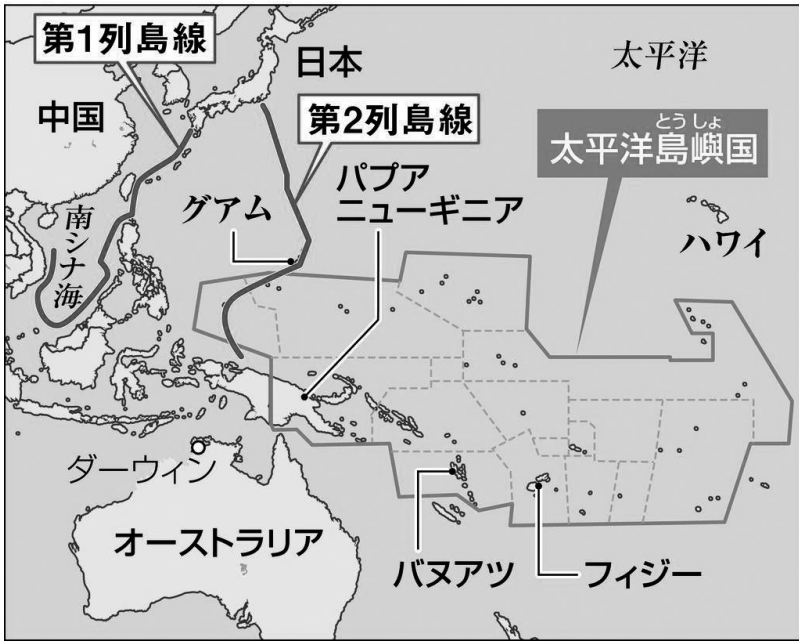 第1列島線
日本
太平洋
中国
第2列島線
とうしょ
太平洋島嶼国
パプア
ニューギニア
グアム
南シナ海
ハワイ
ダーウィン
オーストラリア
バヌアツ
フィジー